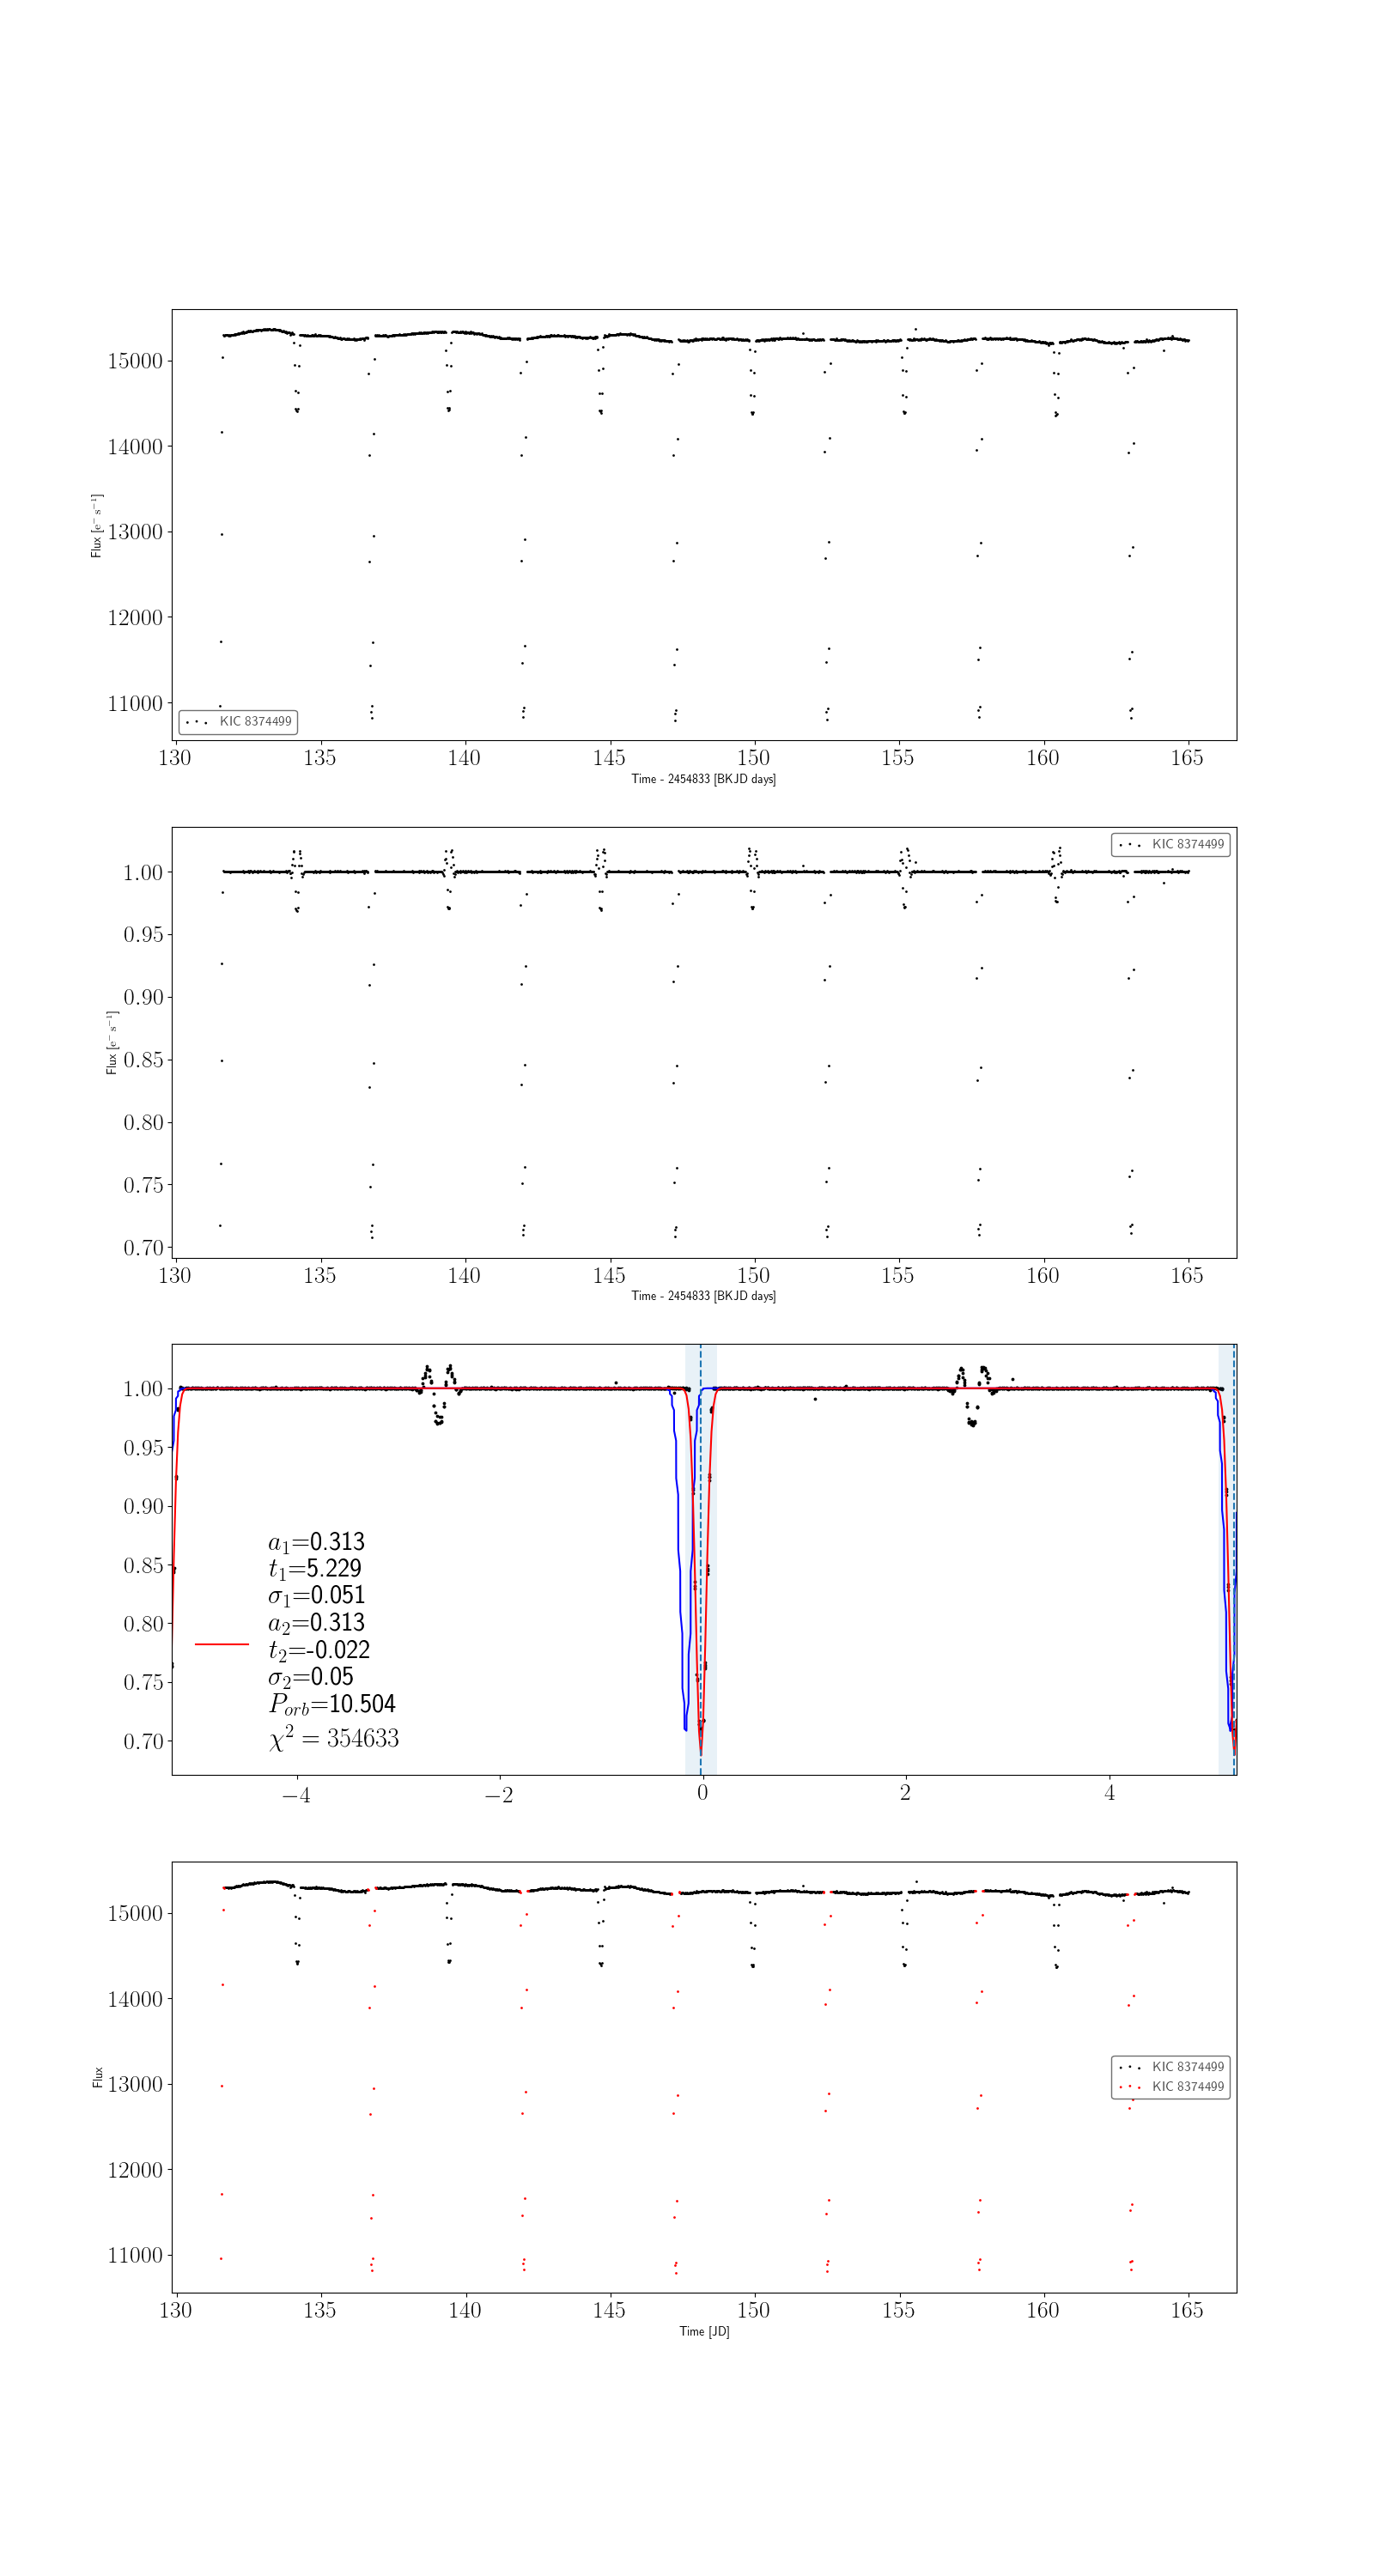 15000
14000
13000
12000
11000
Flux [e⁻ s⁻¹]
KIC 8374499
130 135 140 145 150 155 160 165
Time - 2454833 [BKJD days]
KIC 8374499
1.00
0.95
0.90
0.85
0.80
0.75
0.70
Flux [e⁻ s⁻¹]
130 135 140 145 150 155 160 165
Time - 2454833 [BKJD days]
1.00
0.95
0.90
0.85
0.80
0.75
0.70
a₁=0.313
t₁=5.229
σ₁=0.051
a₂=0.313
t₂=-0.022
σ₂=0.05
Pₒᵣb=10.504
χ² = 354633
−4 −2 0 2 4
15000
14000
13000
12000
11000
Flux
KIC 8374499
KIC 8374499
130 135 140 145 150 155 160 165
Time [JD]